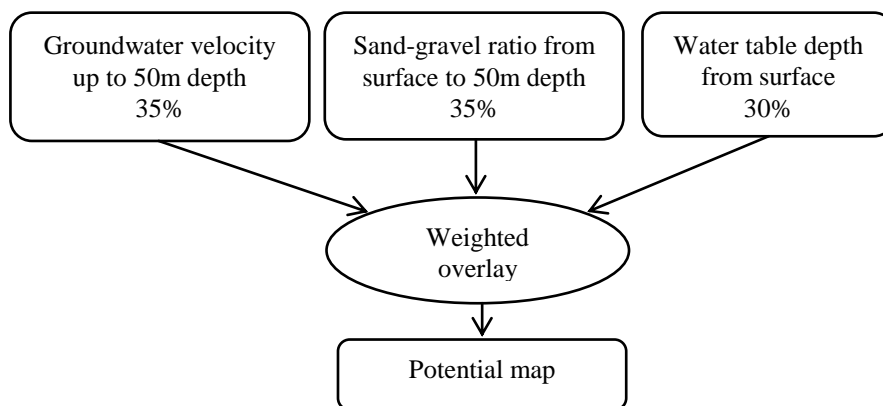 Groundwater velocity
up to 50m depth
35%
Sand-gravel ratio from
surface to 50m depth
35%
Water table depth
from surface
30%
Weighted
overlay
Potential map